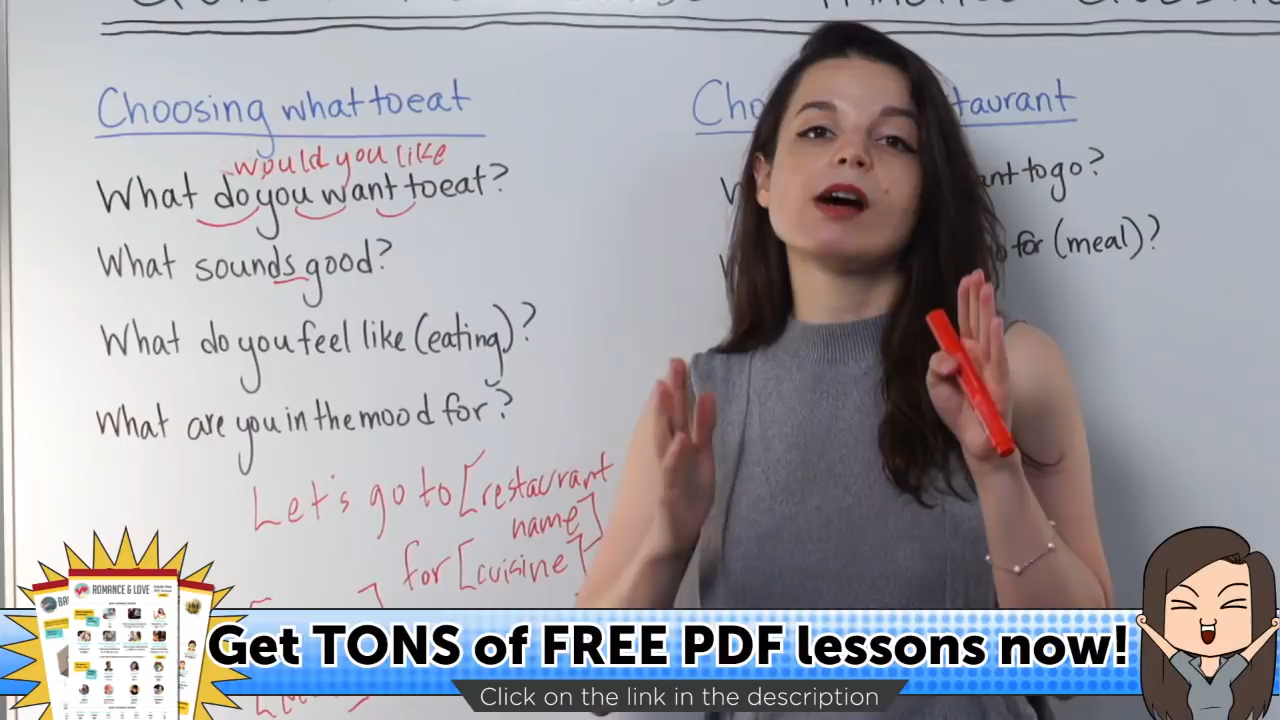 Choosing what to eat
would you like
What do you want to eat?
What sounds good?
What do you feel like (eating)?
What are you in the mood for?
Let's go to [restaurant
name]
for [cuisine]
taurant
ant to go?
for (meal)?
ROMANCE & LOVE
Get TONS of FREE PDF lessons now!
Click on the link in the description